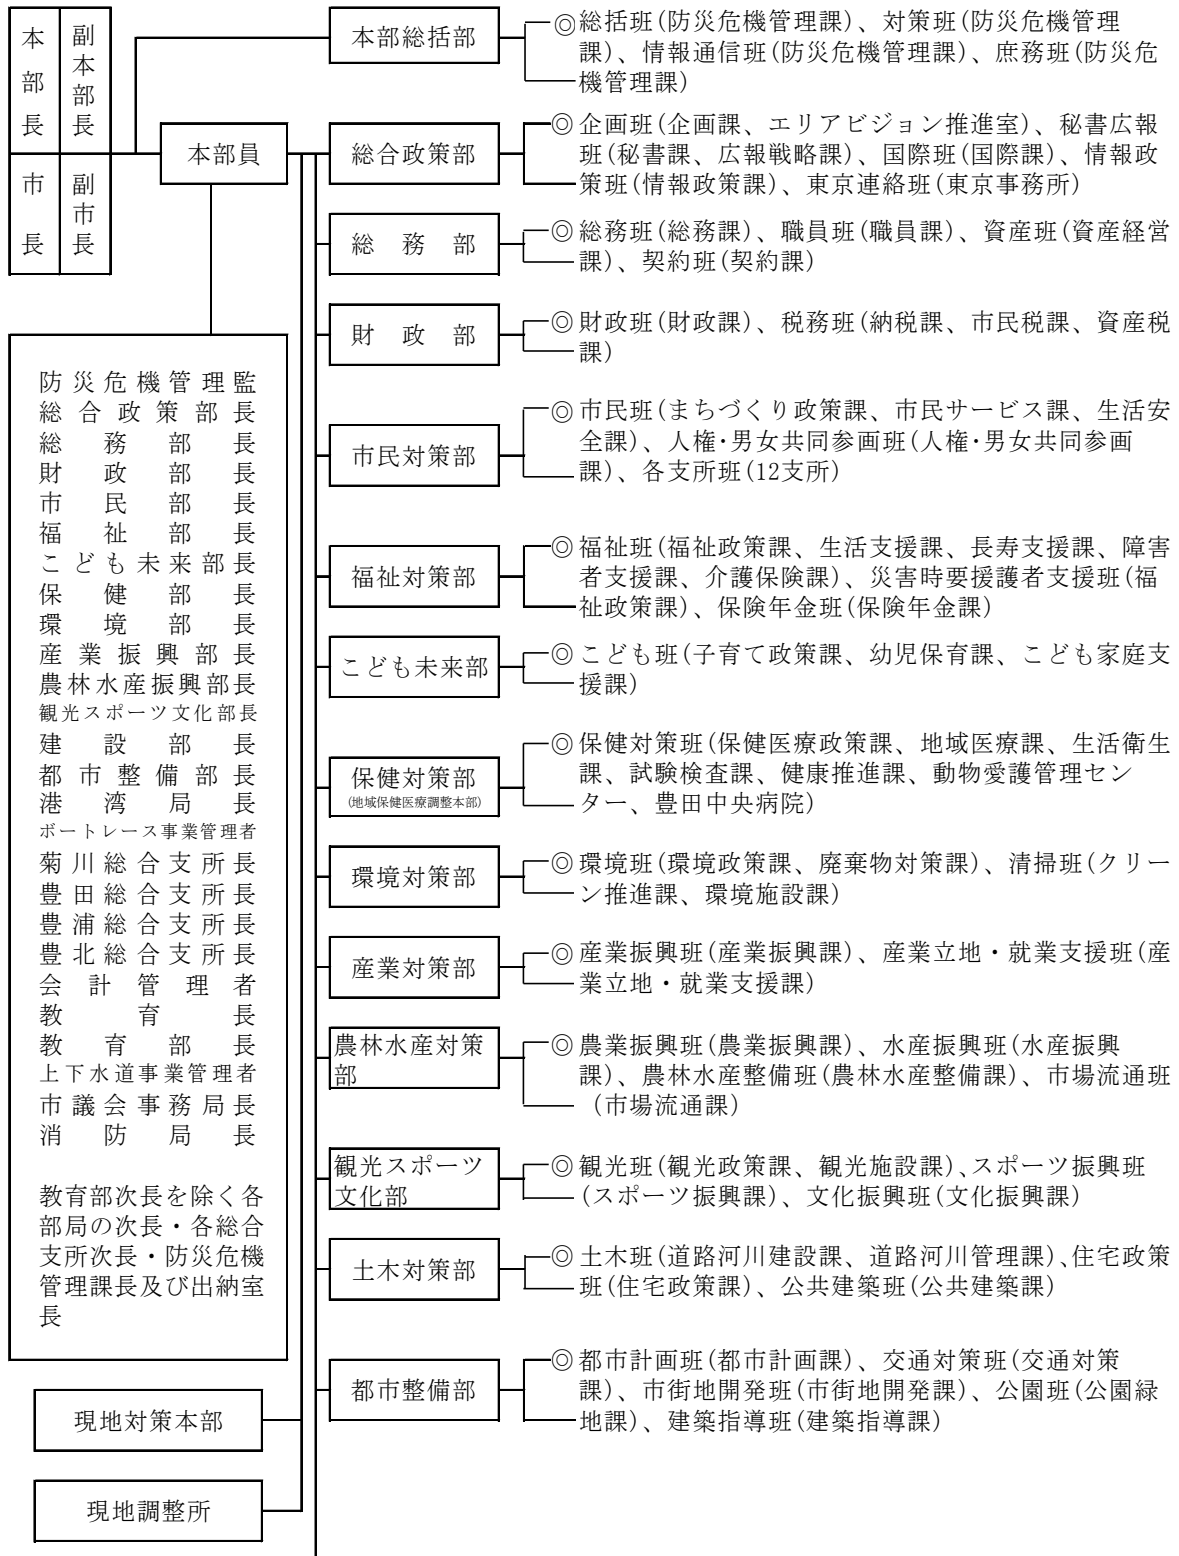 本部長
副本部長
市長
副市長
本部員
本部総括部
◎総括班(防災危機管理課)、対策班(防災危機管理
課)、情報通信班(防災危機管理課)、庶務班(防災危
機管理課)
総合政策部
◎企画班(企画課、エリアビジョン推進室)、秘書広報
班(秘書課、広報戦略課)、国際班(国際課)、情報政
策班(情報政策課)、東京連絡班(東京事務所)
総務部
◎総務班(総務課)、職員班(職員課)、資産班(資産経営
課)、契約班(契約課)
財政部
◎財政班(財政課)、税務班(納税課、市民税課、資産税
課)
市民対策部
◎市民班(まちづくり政策課、市民サービス課、生活安
全課)、人権・男女共同参画班(人権・男女共同参画
課)、各支所班(12支所)
福祉対策部
◎福祉班(福祉政策課、生活支援課、長寿支援課、障害
者支援課、介護保険課)、災害時要援護者支援班(福
祉政策課)、保険年金班(保険年金課)
こども未来部
◎こども班(子育て政策課、幼児保育課、こども家庭支
援課)
保健対策部
(地域保健医療調整本部)
◎保健対策班(保健医療政策課、地域医療課、生活衛生
課、試験検査課、健康推進課、動物愛護管理セン
ター、豊田中央病院)
環境対策部
◎環境班(環境政策課、廃棄物対策課)、清掃班(クリー
ン推進課、環境施設課)
産業対策部
◎産業振興班(産業振興課)、産業立地・就業支援班(産
業立地・就業支援課)
農林水産対策
部
◎農業振興班(農業振興課)、水産振興班(水産振興
課)、農林水産整備班(農林水産整備課)、市場流通班
(市場流通課)
観光スポーツ
文化部
◎観光班(観光政策課、観光施設課)、スポーツ振興班
(スポーツ振興課)、文化振興班(文化振興課)
土木対策部
◎土木班(道路河川建設課、道路河川管理課)、住宅政策
班(住宅政策課)、公共建築班(公共建築課)
都市整備部
◎都市計画班(都市計画課)、交通対策班(交通対策
課)、市街地開発班(市街地開発課)、公園班(公園緑
地課)、建築指導班(建築指導課)
防災危機管理監
総合政策部長
総務部長
財政部長
市民部長
福祉部長
こども未来部長
保健部長
環境部長
産業振興部長
農林水産振興部長
観光スポーツ文化部長
建設部長
都市整備部長
港湾局長
ボートレース事業管理者
菊川総合支所長
豊田総合支所長
豊浦総合支所長
豊北総合支所長
会計管理者
教育長
教育部長
上下水道事業管理者
市議会事務局長
消防局長
教育部次長を除く各
部局の次長・各総合
支所次長・防災危機
管理課長及び出納室
長
現地対策本部
現地調整所